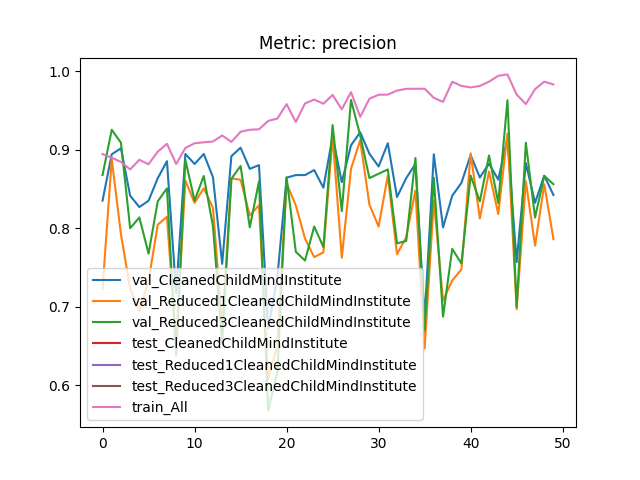 Metric: precision
1.0
0.9
0.8
0.7
0.6
val_CleanedChildMindInstitute
val_Reduced1CleanedChildMindInstitute
val_Reduced3CleanedChildMindInstitute
test_CleanedChildMindInstitute
test_Reduced1CleanedChildMindInstitute
test_Reduced3CleanedChildMindInstitute
train_All
0 10 20 30 40 50